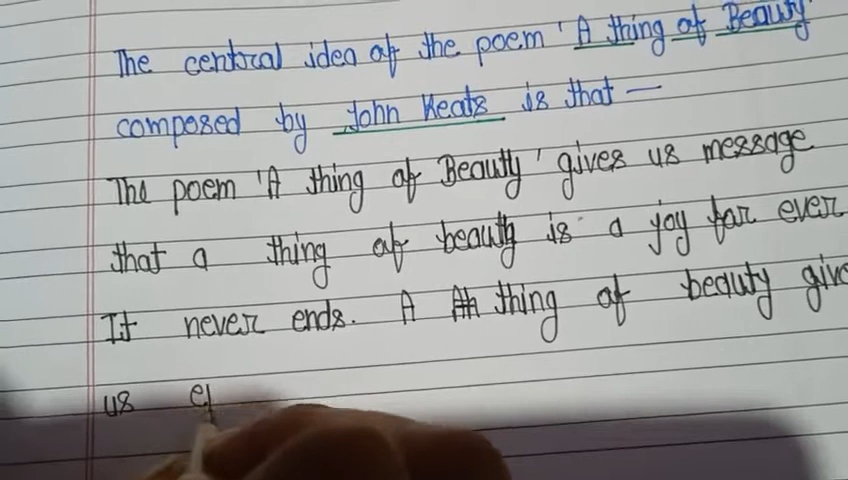 The central idea of the poem 'A thing of Beauty'
composed by John Keats is that —
The poem 'A thing of Beauty' gives us message
that a thing of beauty is a joy for ever
It never ends. A thing of beauty give
us